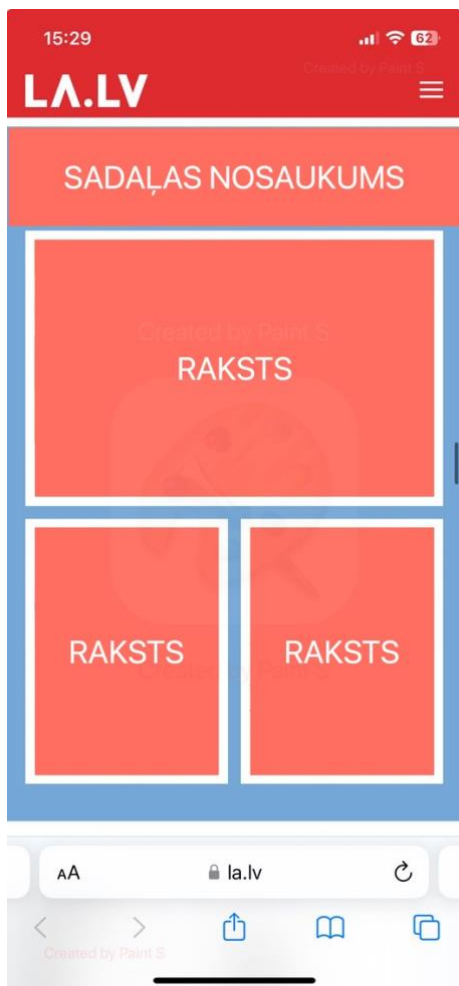 15:29
62
Created by Paint S
LA.LV
SADAĻAS NOSAUKUMS
Created by Paint S
RAKSTS
RAKSTS
RAKSTS
Created by Paint S
AA
la.lv
Created by Paint S